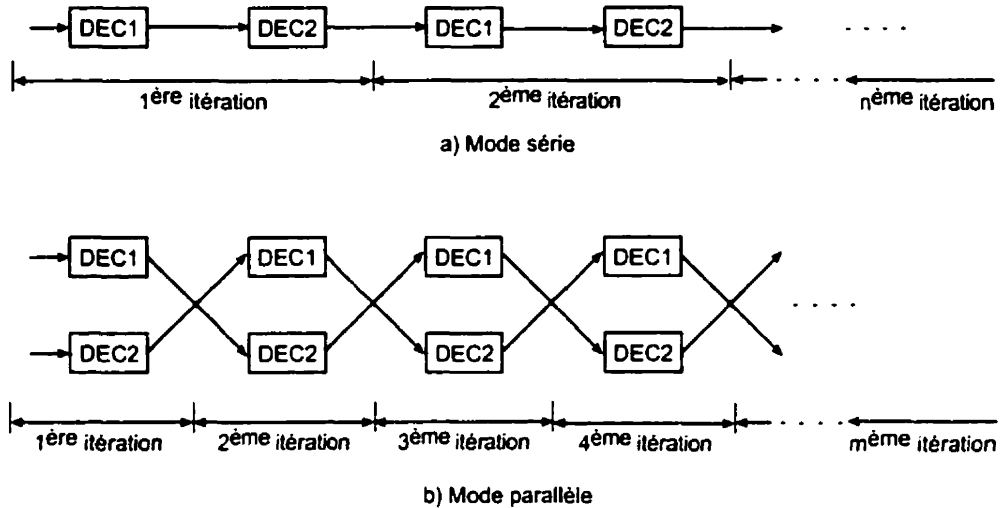 DEC1 DEC2 DEC1 DEC2 . . . .
1ère itération 2ème itération nème itération
a) Mode série
DEC1 DEC1 DEC1 DEC1
DEC2 DEC2 DEC2 DEC2
1ère itération 2ème itération 3ème itération 4ème itération mème itération
b) Mode parallèle